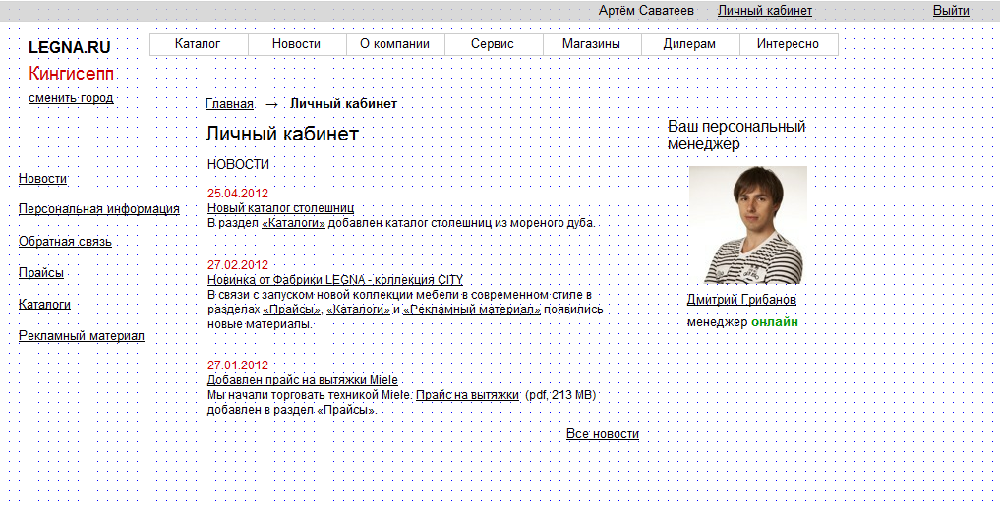 Артём Саватеев Личный кабинет Выйти
LEGNA.RU
Каталог Новости О компании Сервис Магазины Дилерам Интересно
Кингисепп
сменить город
Главная → Личный кабинет
Личный кабинет
НОВОСТИ
25.04.2012
Новый каталог столешниц
В раздел «Каталоги» добавлен каталог столешниц из мореного дуба.
27.02.2012
Новинка от Фабрики LEGNA - коллекция CITY
В связи с запуском новой коллекции мебели в современном стиле в
разделах «Прайсы», «Каталоги» и «Рекламный материал» появились
новые материалы.
27.01.2012
Добавлен прайс на вытяжки Miele
Мы начали торговать техникой Miele. Прайс на вытяжки (pdf, 213 MB)
добавлен в раздел «Прайсы».
Все новости
Новости
Персональная информация
Обратная связь
Прайсы
Каталоги
Рекламный материал
Ваш персональный
менеджер
Дмитрий Грибанов
менеджер онлайн